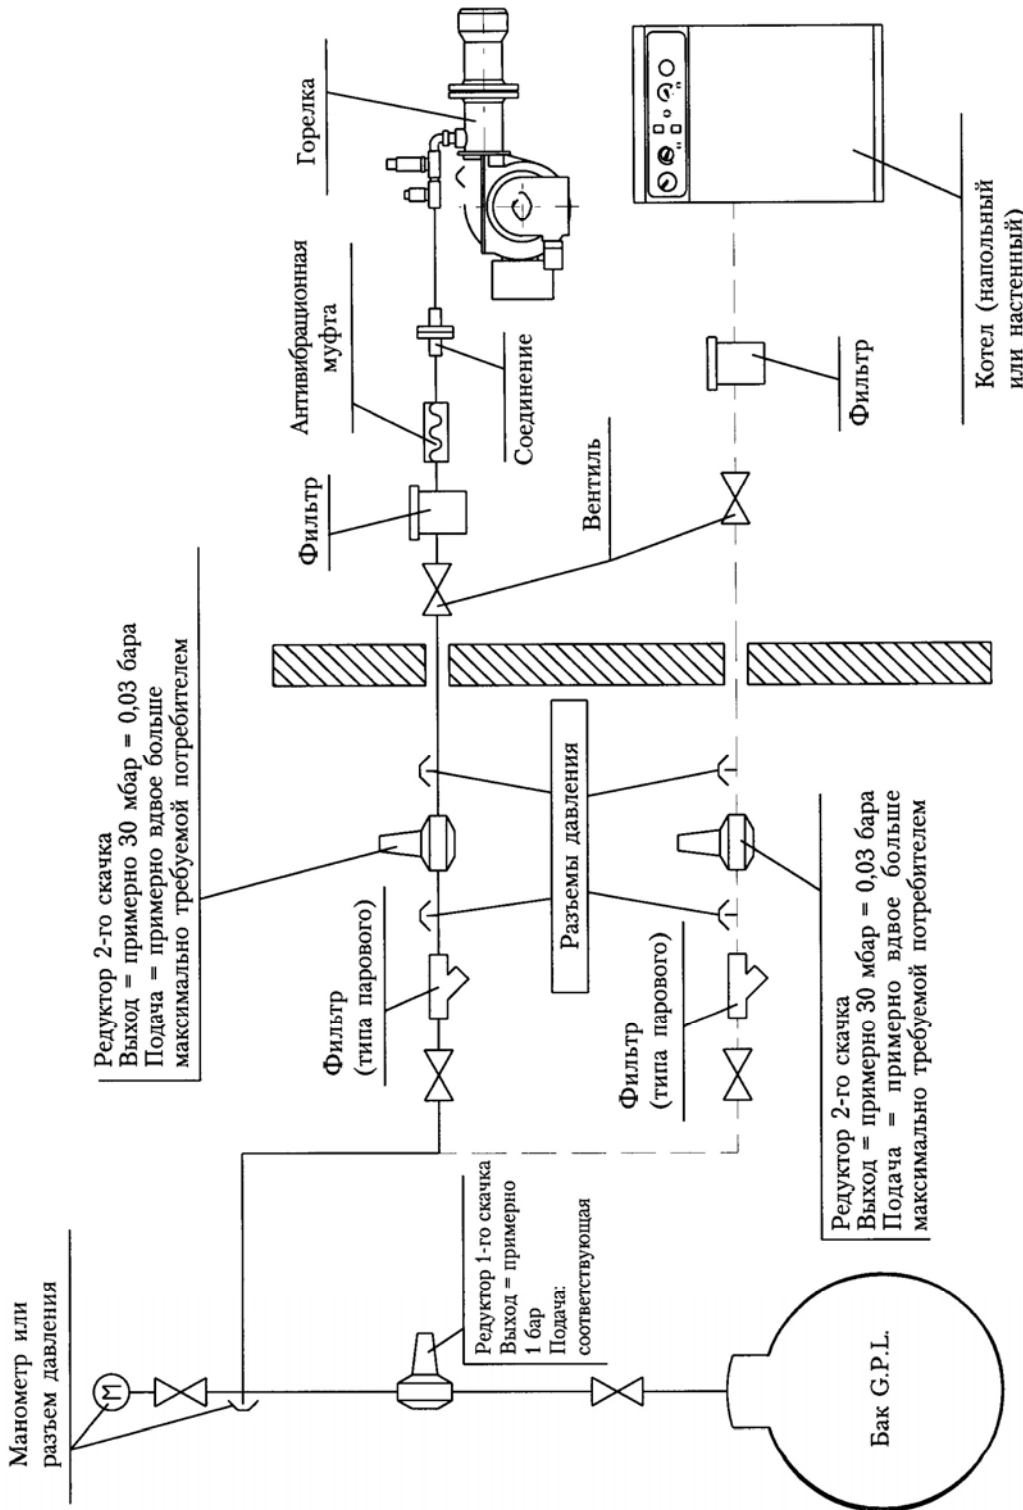 Манометр или
разъем давления
M
Редуктор 1-го скачка
Выход = примерно
1 бар
Подача:
соответствующая
Бак G.P.L.
Редуктор 2-го скачка
Выход = примерно 30 мбар = 0,03 бара
Подача = примерно вдвое больше
максимально требуемой потребителем
Фильтр
(типа парового)
Разъемы давления
Фильтр
(типа парового)
Редуктор 2-го скачка
Выход = примерно 30 мбар = 0,03 бара
Подача = примерно вдвое больше
максимально требуемой потребителем
Фильтр
Антивибрационная
муфта
Соединение
Горелка
Вентиль
Фильтр
Котел (напольный
или настенный)